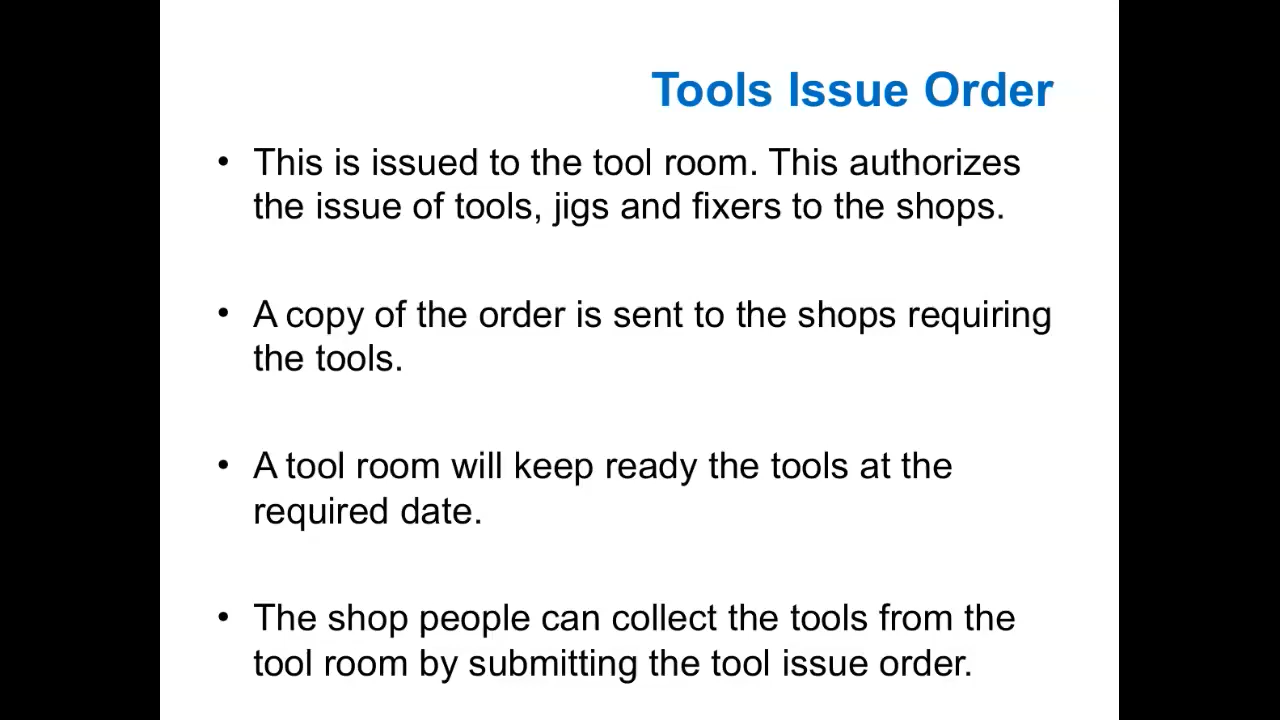 Tools Issue Order
• This is issued to the tool room. This authorizes
the issue of tools, jigs and fixers to the shops.
• A copy of the order is sent to the shops requiring
the tools.
• A tool room will keep ready the tools at the
required date.
• The shop people can collect the tools from the
tool room by submitting the tool issue order.